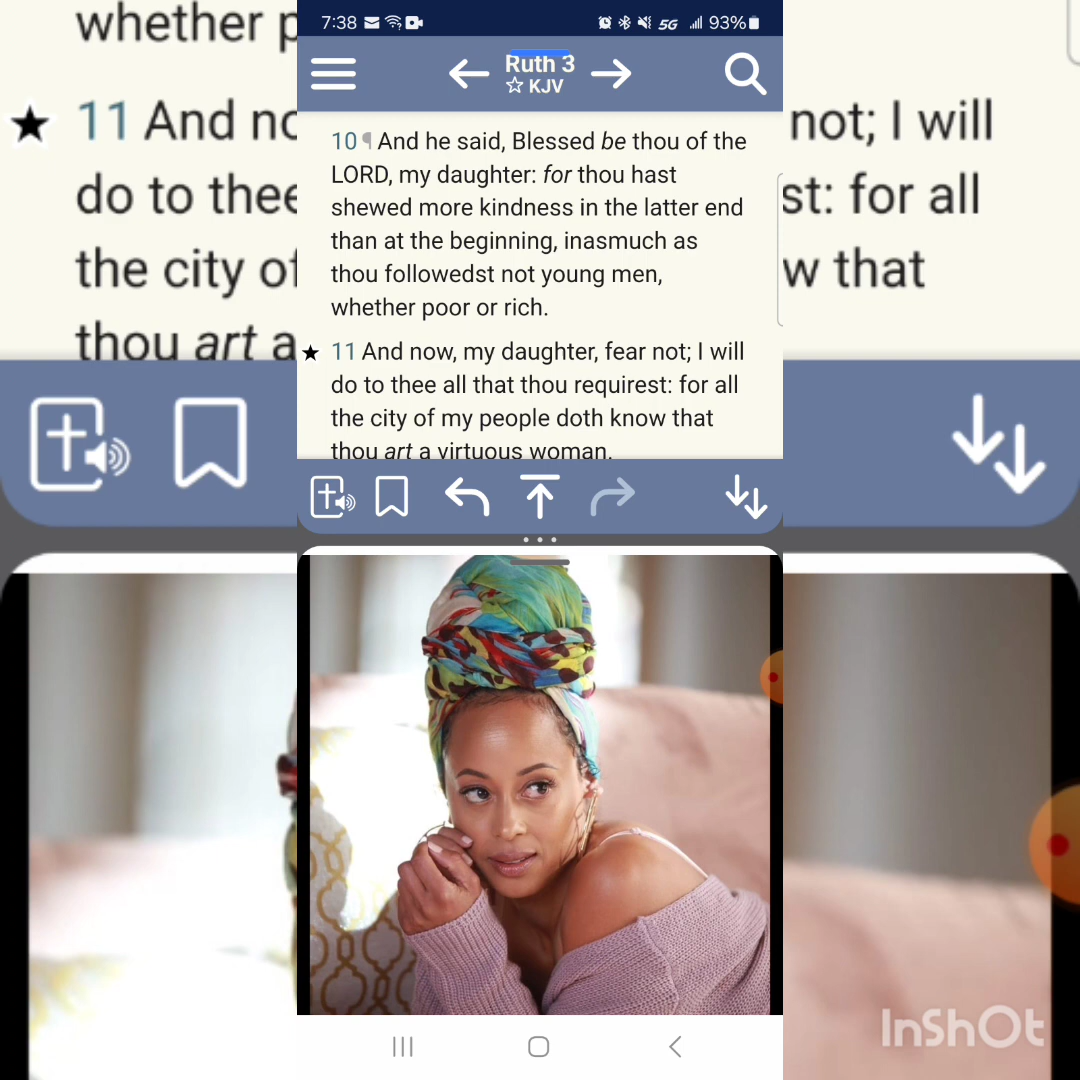 whether p
11 And no
do to thee
the city of
thou art a
7:38
5G
93%
Ruth 3
☆ KJV
10 ¶ And he said, Blessed be thou of the
LORD, my daughter: for thou hast
shewed more kindness in the latter end
than at the beginning, inasmuch as
thou followedst not young men,
whether poor or rich.
★ 11 And now, my daughter, fear not; I will
do to thee all that thou requirest: for all
the city of my people doth know that
thou art a virtuous woman.
not; I will
st: for all
w that
InShOt